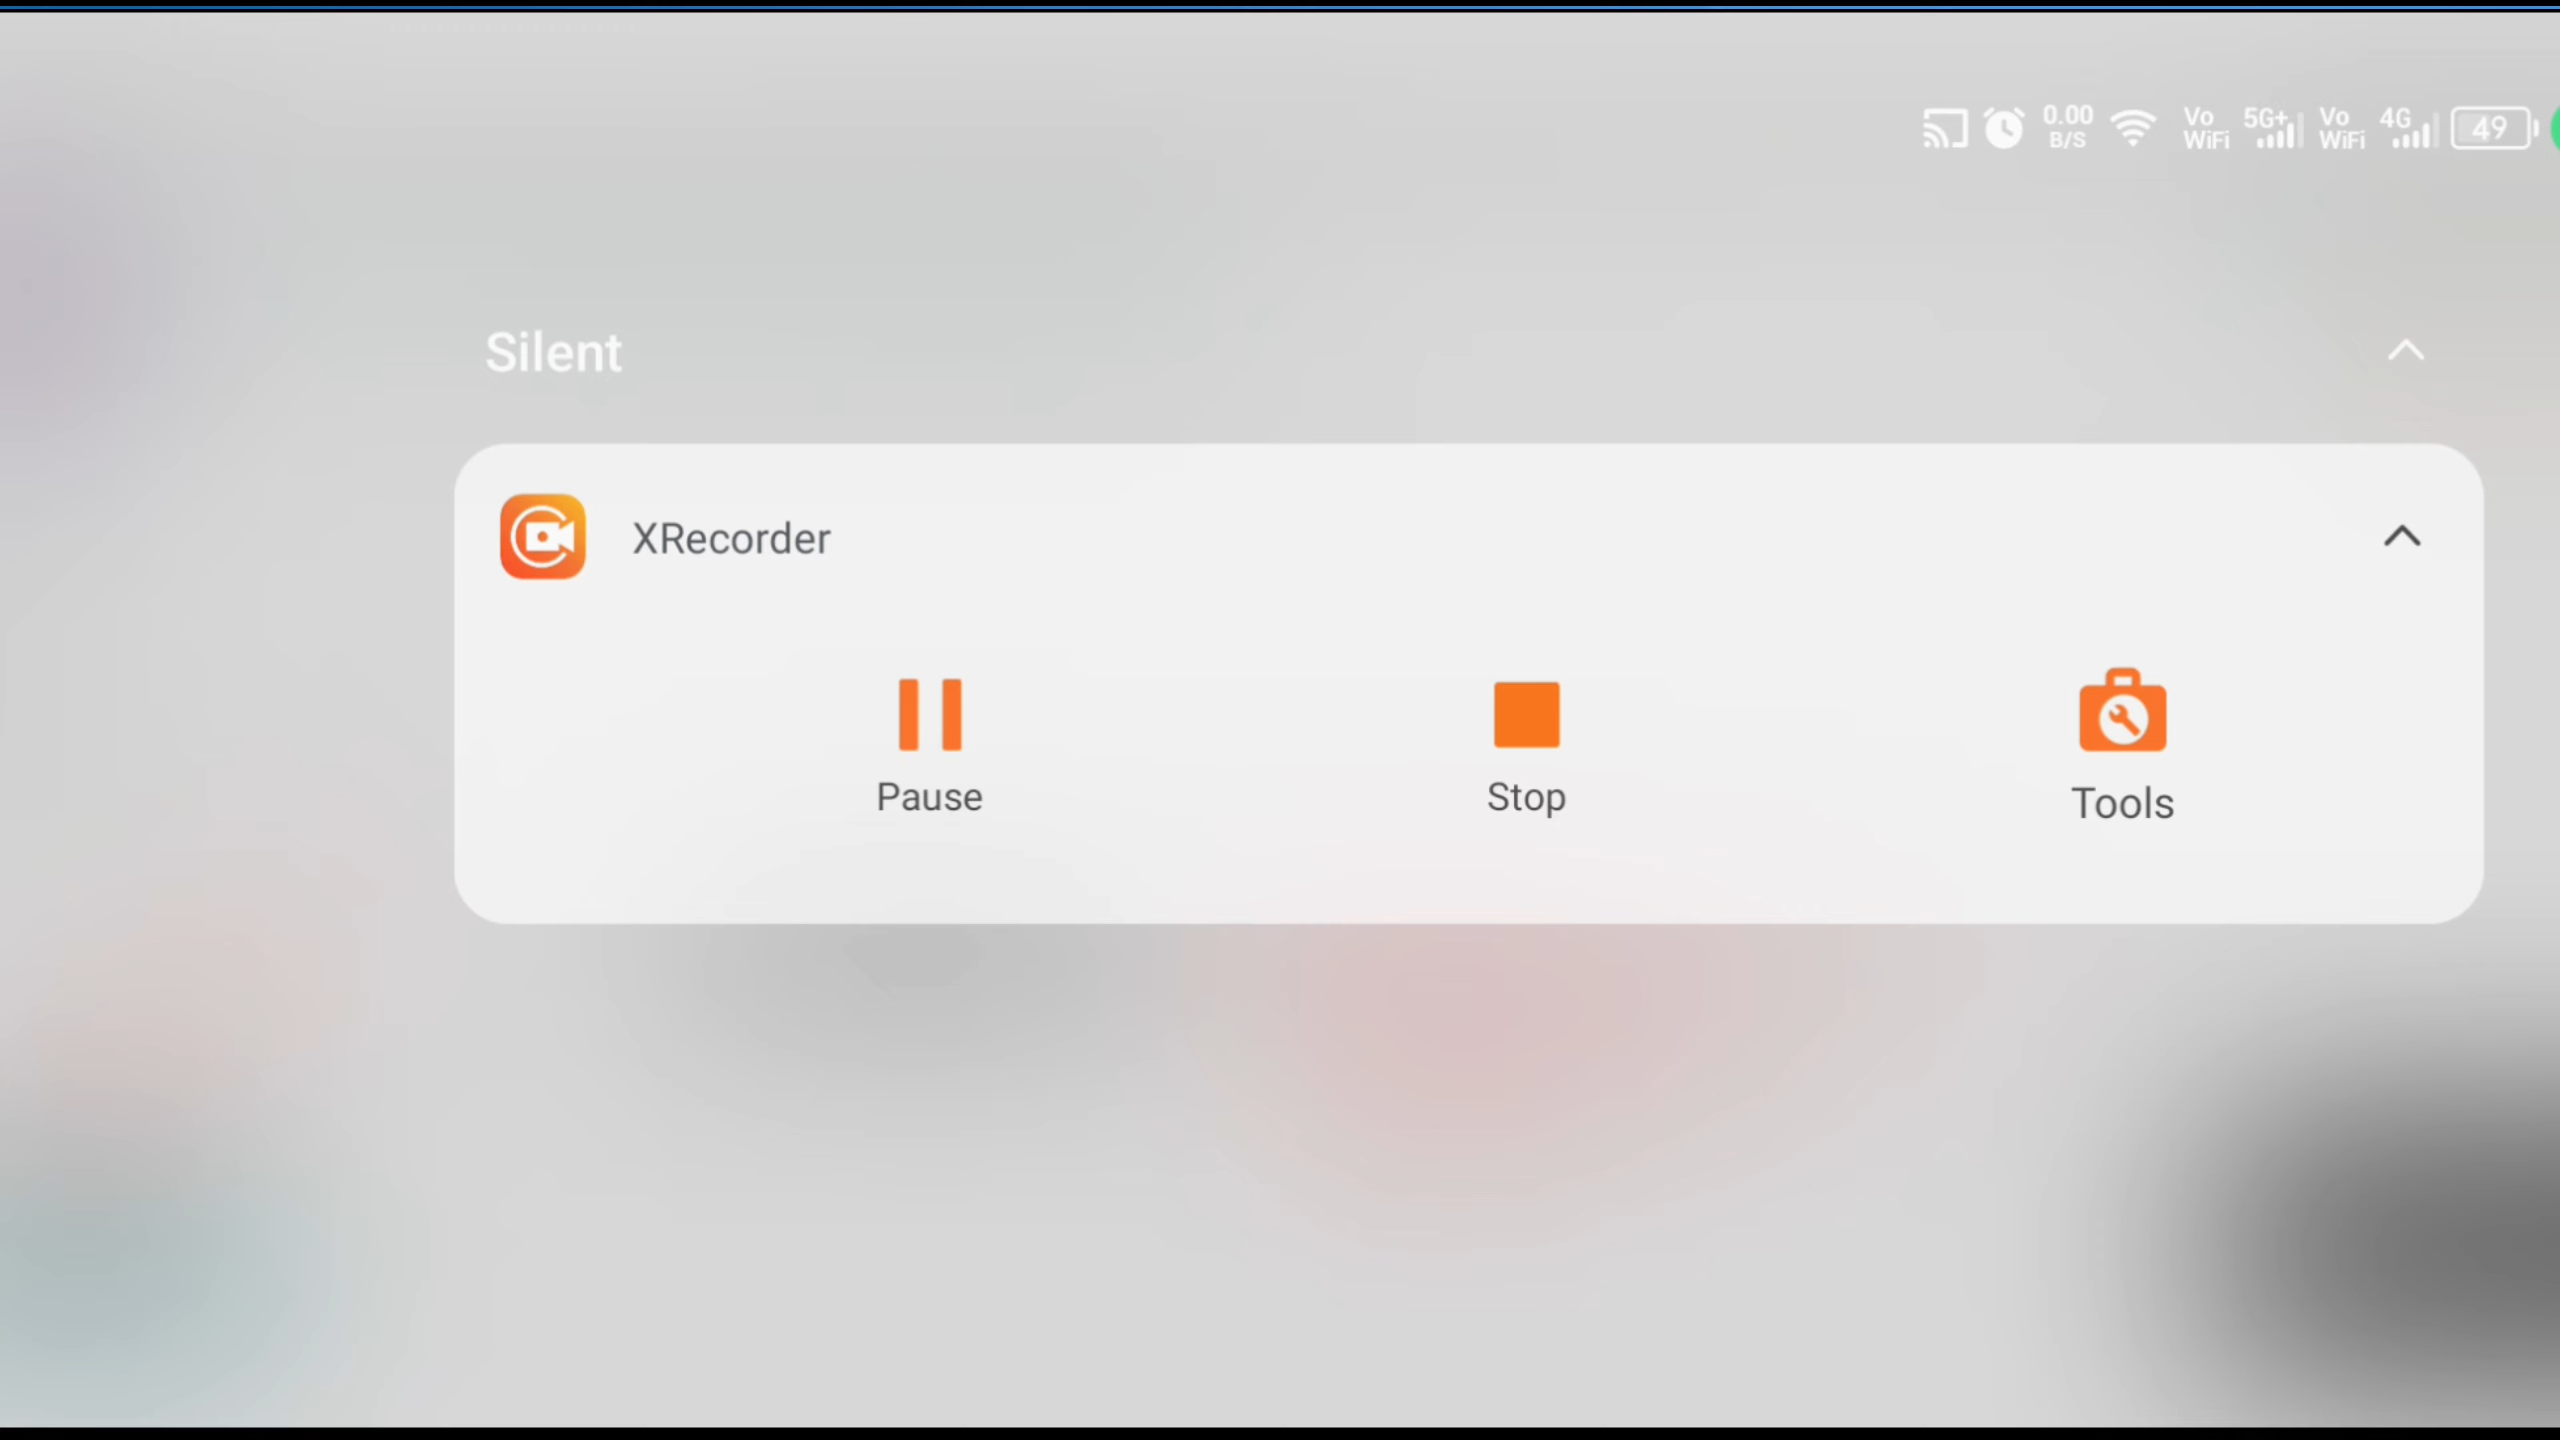 0.00 B/S Vo WiFi 5G+ Vo WiFi 4G 49
Silent
XRecorder
Pause Stop Tools